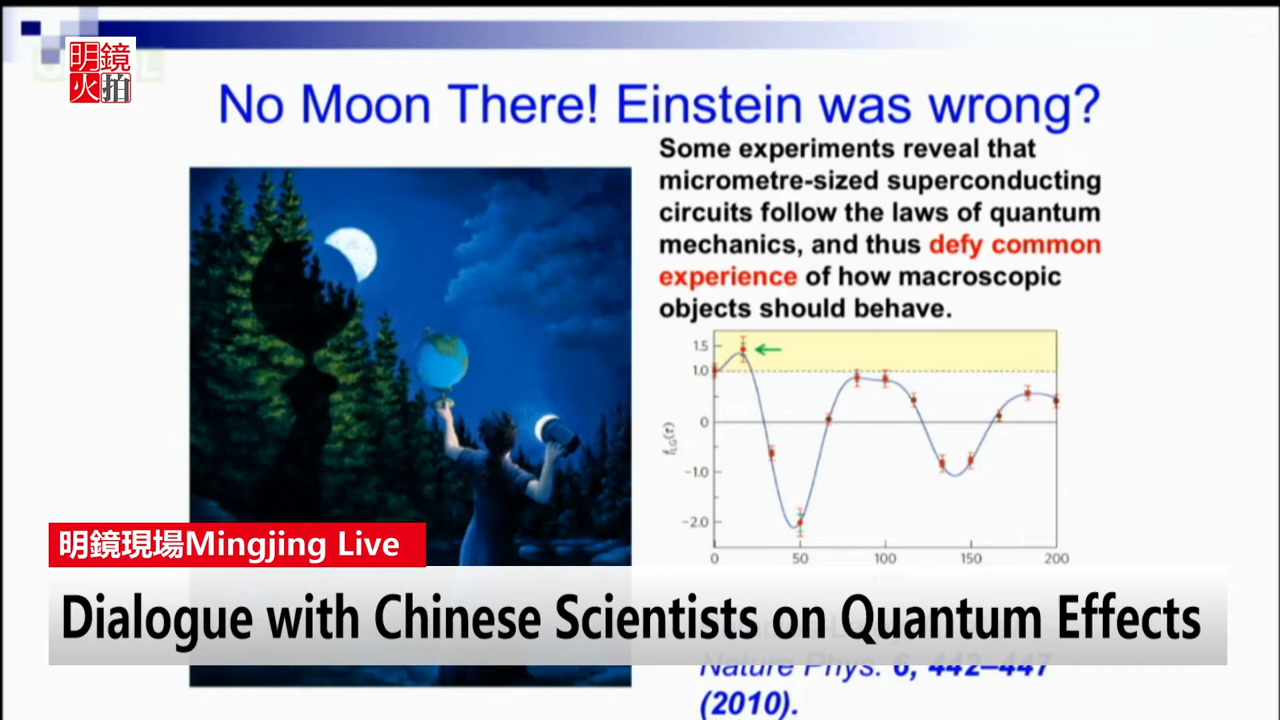 明鏡
火拍
No Moon There! Einstein was wrong?
Some experiments reveal that
micrometre-sized superconducting
circuits follow the laws of quantum
mechanics, and thus defy common
experience of how macroscopic
objects should behave.
1.5
1.0
0
−1.0
−2.0
fLG(τ)
0 50 100 150 200
明鏡現場Mingjing Live
Dialogue with Chinese Scientists on Quantum Effects
Nature Phys. 6, 442–447
(2010).